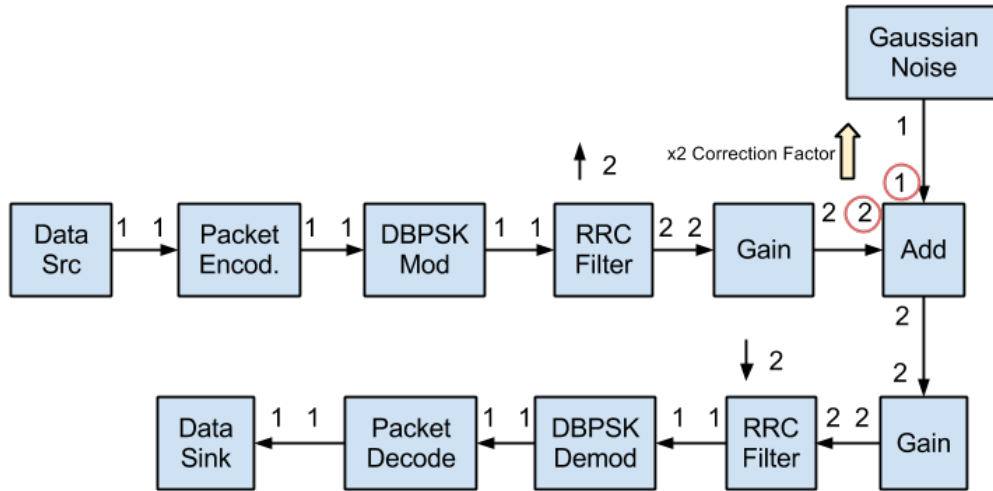 Gaussian
Noise
1
x2 Correction Factor
2
1
Data
Src
1 1
Packet
Encod.
1 1
DBPSK
Mod
1 1
RRC
Filter
2 2
Gain
2 2
Add
2
2
2
Data
Sink
1 1
Packet
Decode
1 1
DBPSK
Demod
1 1
RRC
Filter
2 2
Gain